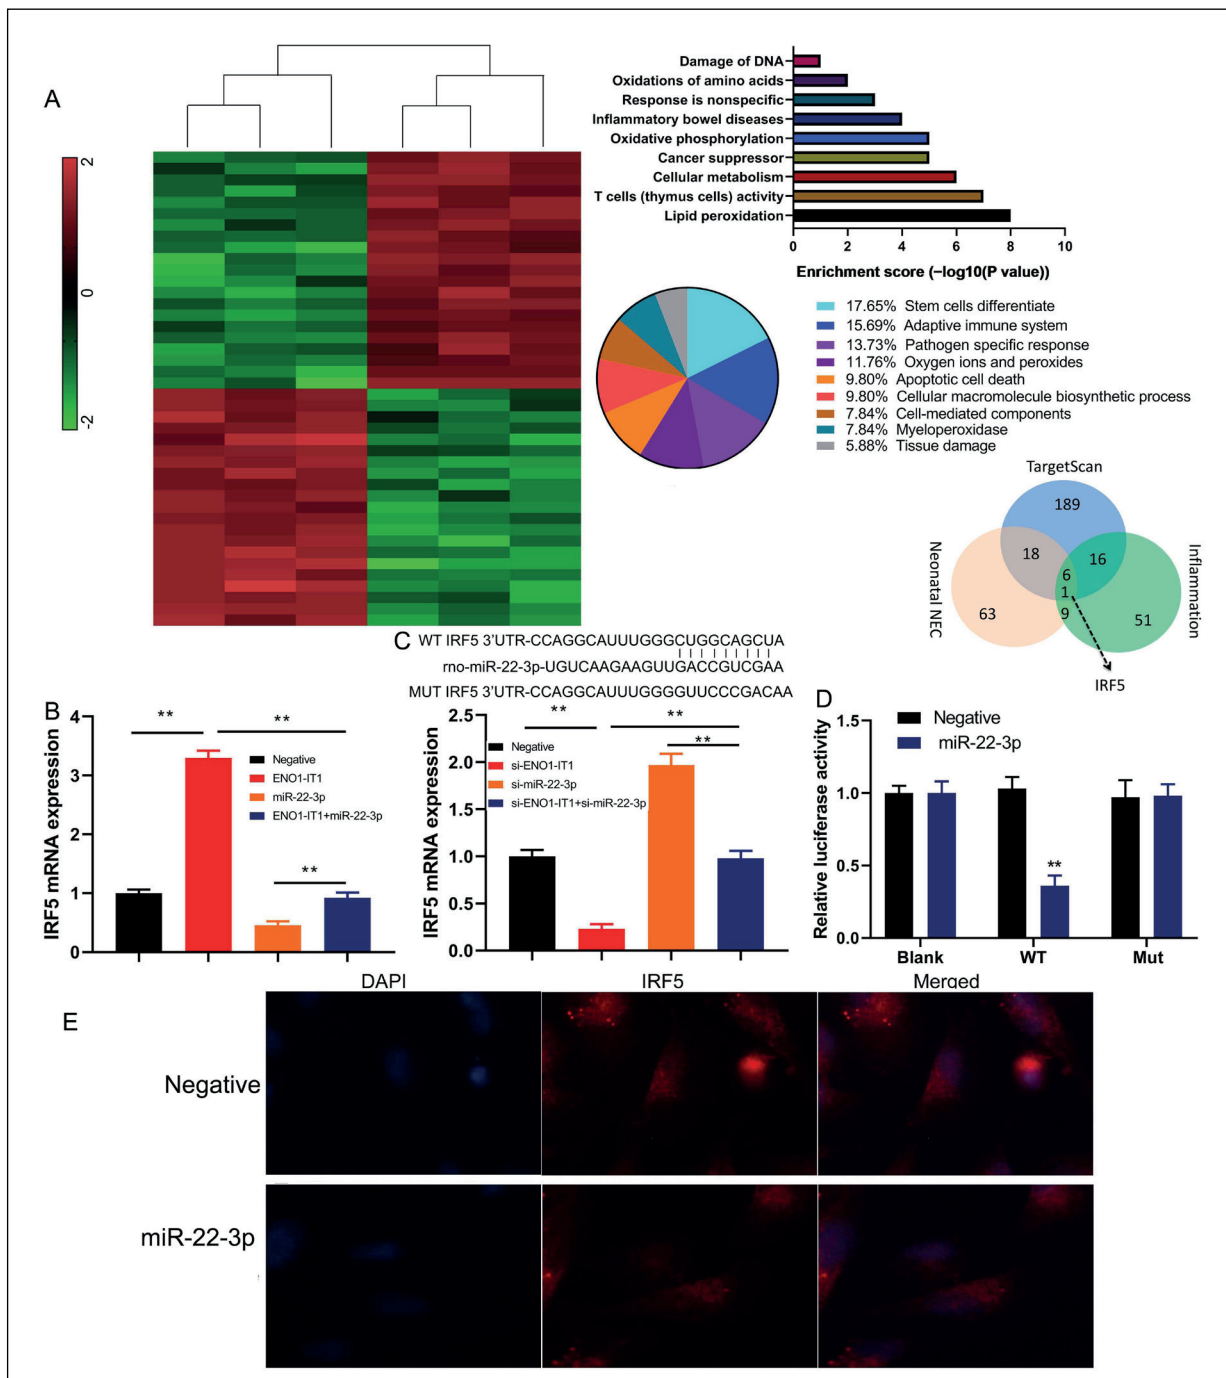 A
2
0
-2
Damage of DNA
Oxidations of amino acids
Response is nonspecific
Inflammatory bowel diseases
Oxidative phosphorylation
Cancer suppressor
Cellular metabolism
T cells (thymus cells) activity
Lipid peroxidation
0 2 4 6 8 10
Enrichment score (−log10(P value))
17.65% Stem cells differentiate
15.69% Adaptive immune system
13.73% Pathogen specific response
11.76% Oxygen ions and peroxides
9.80% Apoptotic cell death
9.80% Cellular macromolecule biosynthetic process
7.84% Cell-mediated components
7.84% Myeloperoxidase
5.88% Tissue damage
TargetScan
189
Neonatal NEC
Inflammation
18
16
6
1
63
9
51
IRF5
C
WT IRF5 3'UTR-CCAGGCAUUUGGGCUGGCAGCUA
rno-miR-22-3p-UGUCAAGAAGUUGACCGUCGAA
MUT IRF5 3'UTR-CCAGGCAUUUGGGGUUCCCGACAA
B
IRF5 mRNA expression
4
3
2
1
0
**
**
**
Negative
ENO1-IT1
miR-22-3p
ENO1-IT1+miR-22-3p
IRF5 mRNA expression
2.5
2.0
1.5
1.0
0.5
0.0
**
**
**
Negative
si-ENO1-IT1
si-miR-22-3p
si-ENO1-IT1+si-miR-22-3p
D
Relative luciferase activity
1.5
1.0
0.5
0.0
Negative
miR-22-3p
**
Blank WT Mut
E
DAPI IRF5 Merged
Negative
miR-22-3p